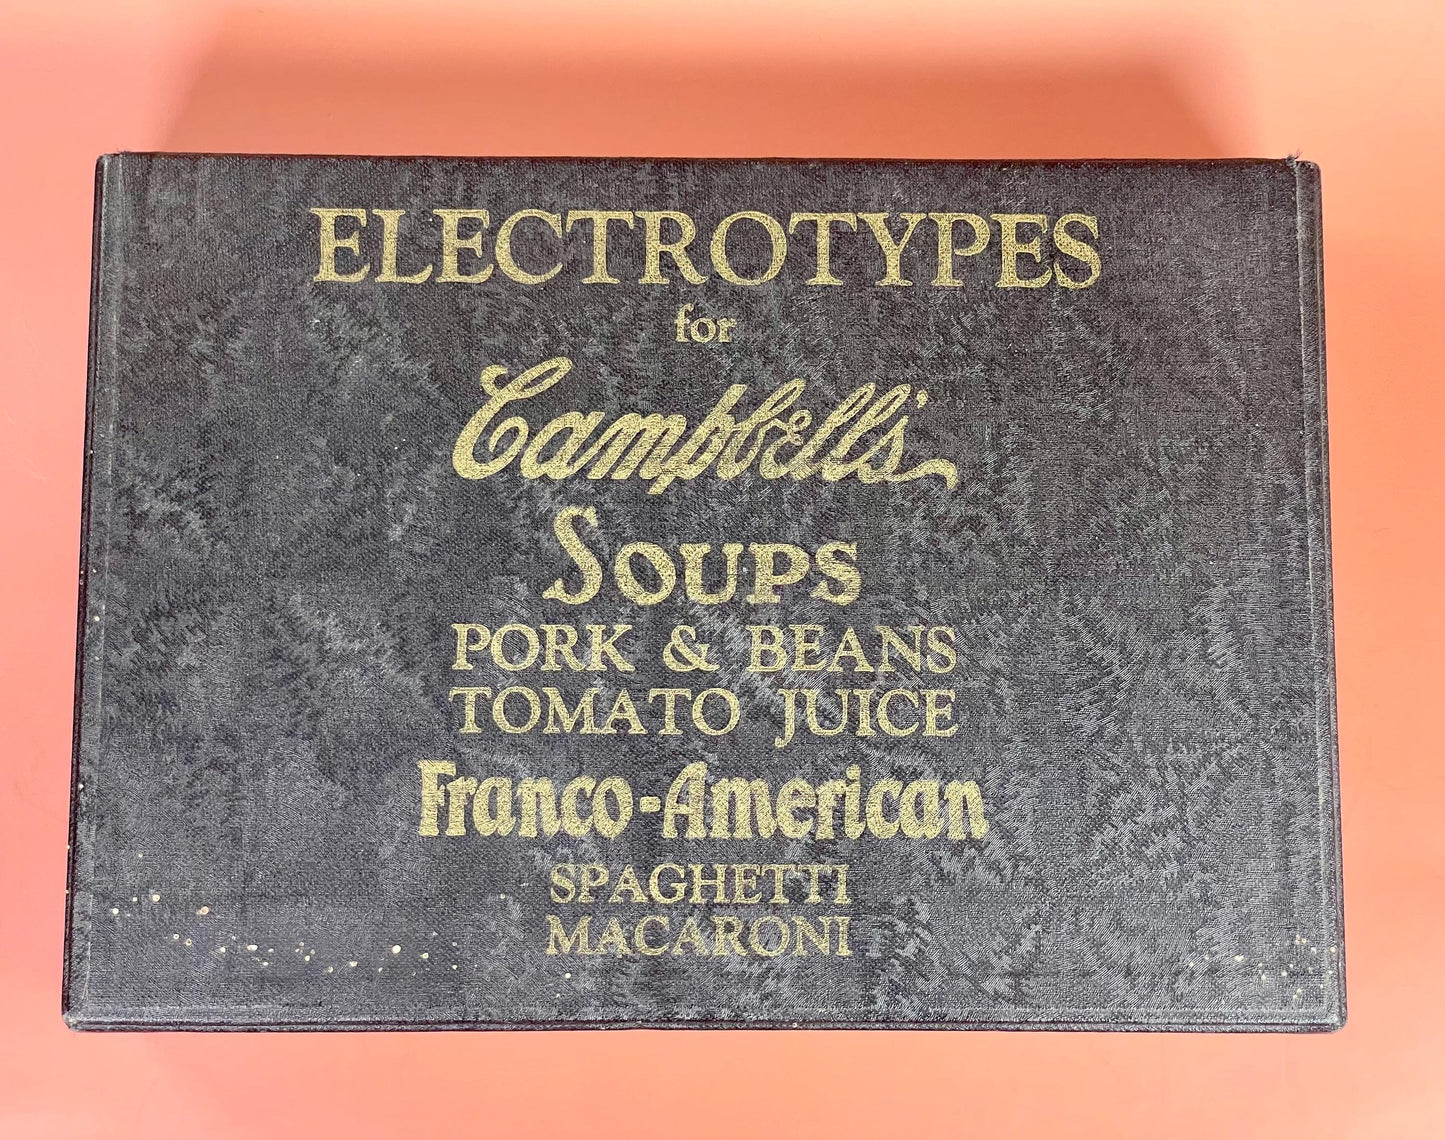 ELECTROTYPES
for
Campbell's
SOUPS
PORK & BEANS
TOMATO JUICE
Franco-American
SPAGHETTI
MACARONI